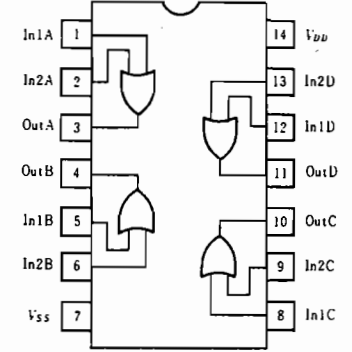 In1A 1 14 VDD
In2A 2 13 In2D
OutA 3 12 In1D
OutB 4 11 OutD
In1B 5 10 OutC
In2B 6 9 In2C
VSS 7 8 In1C